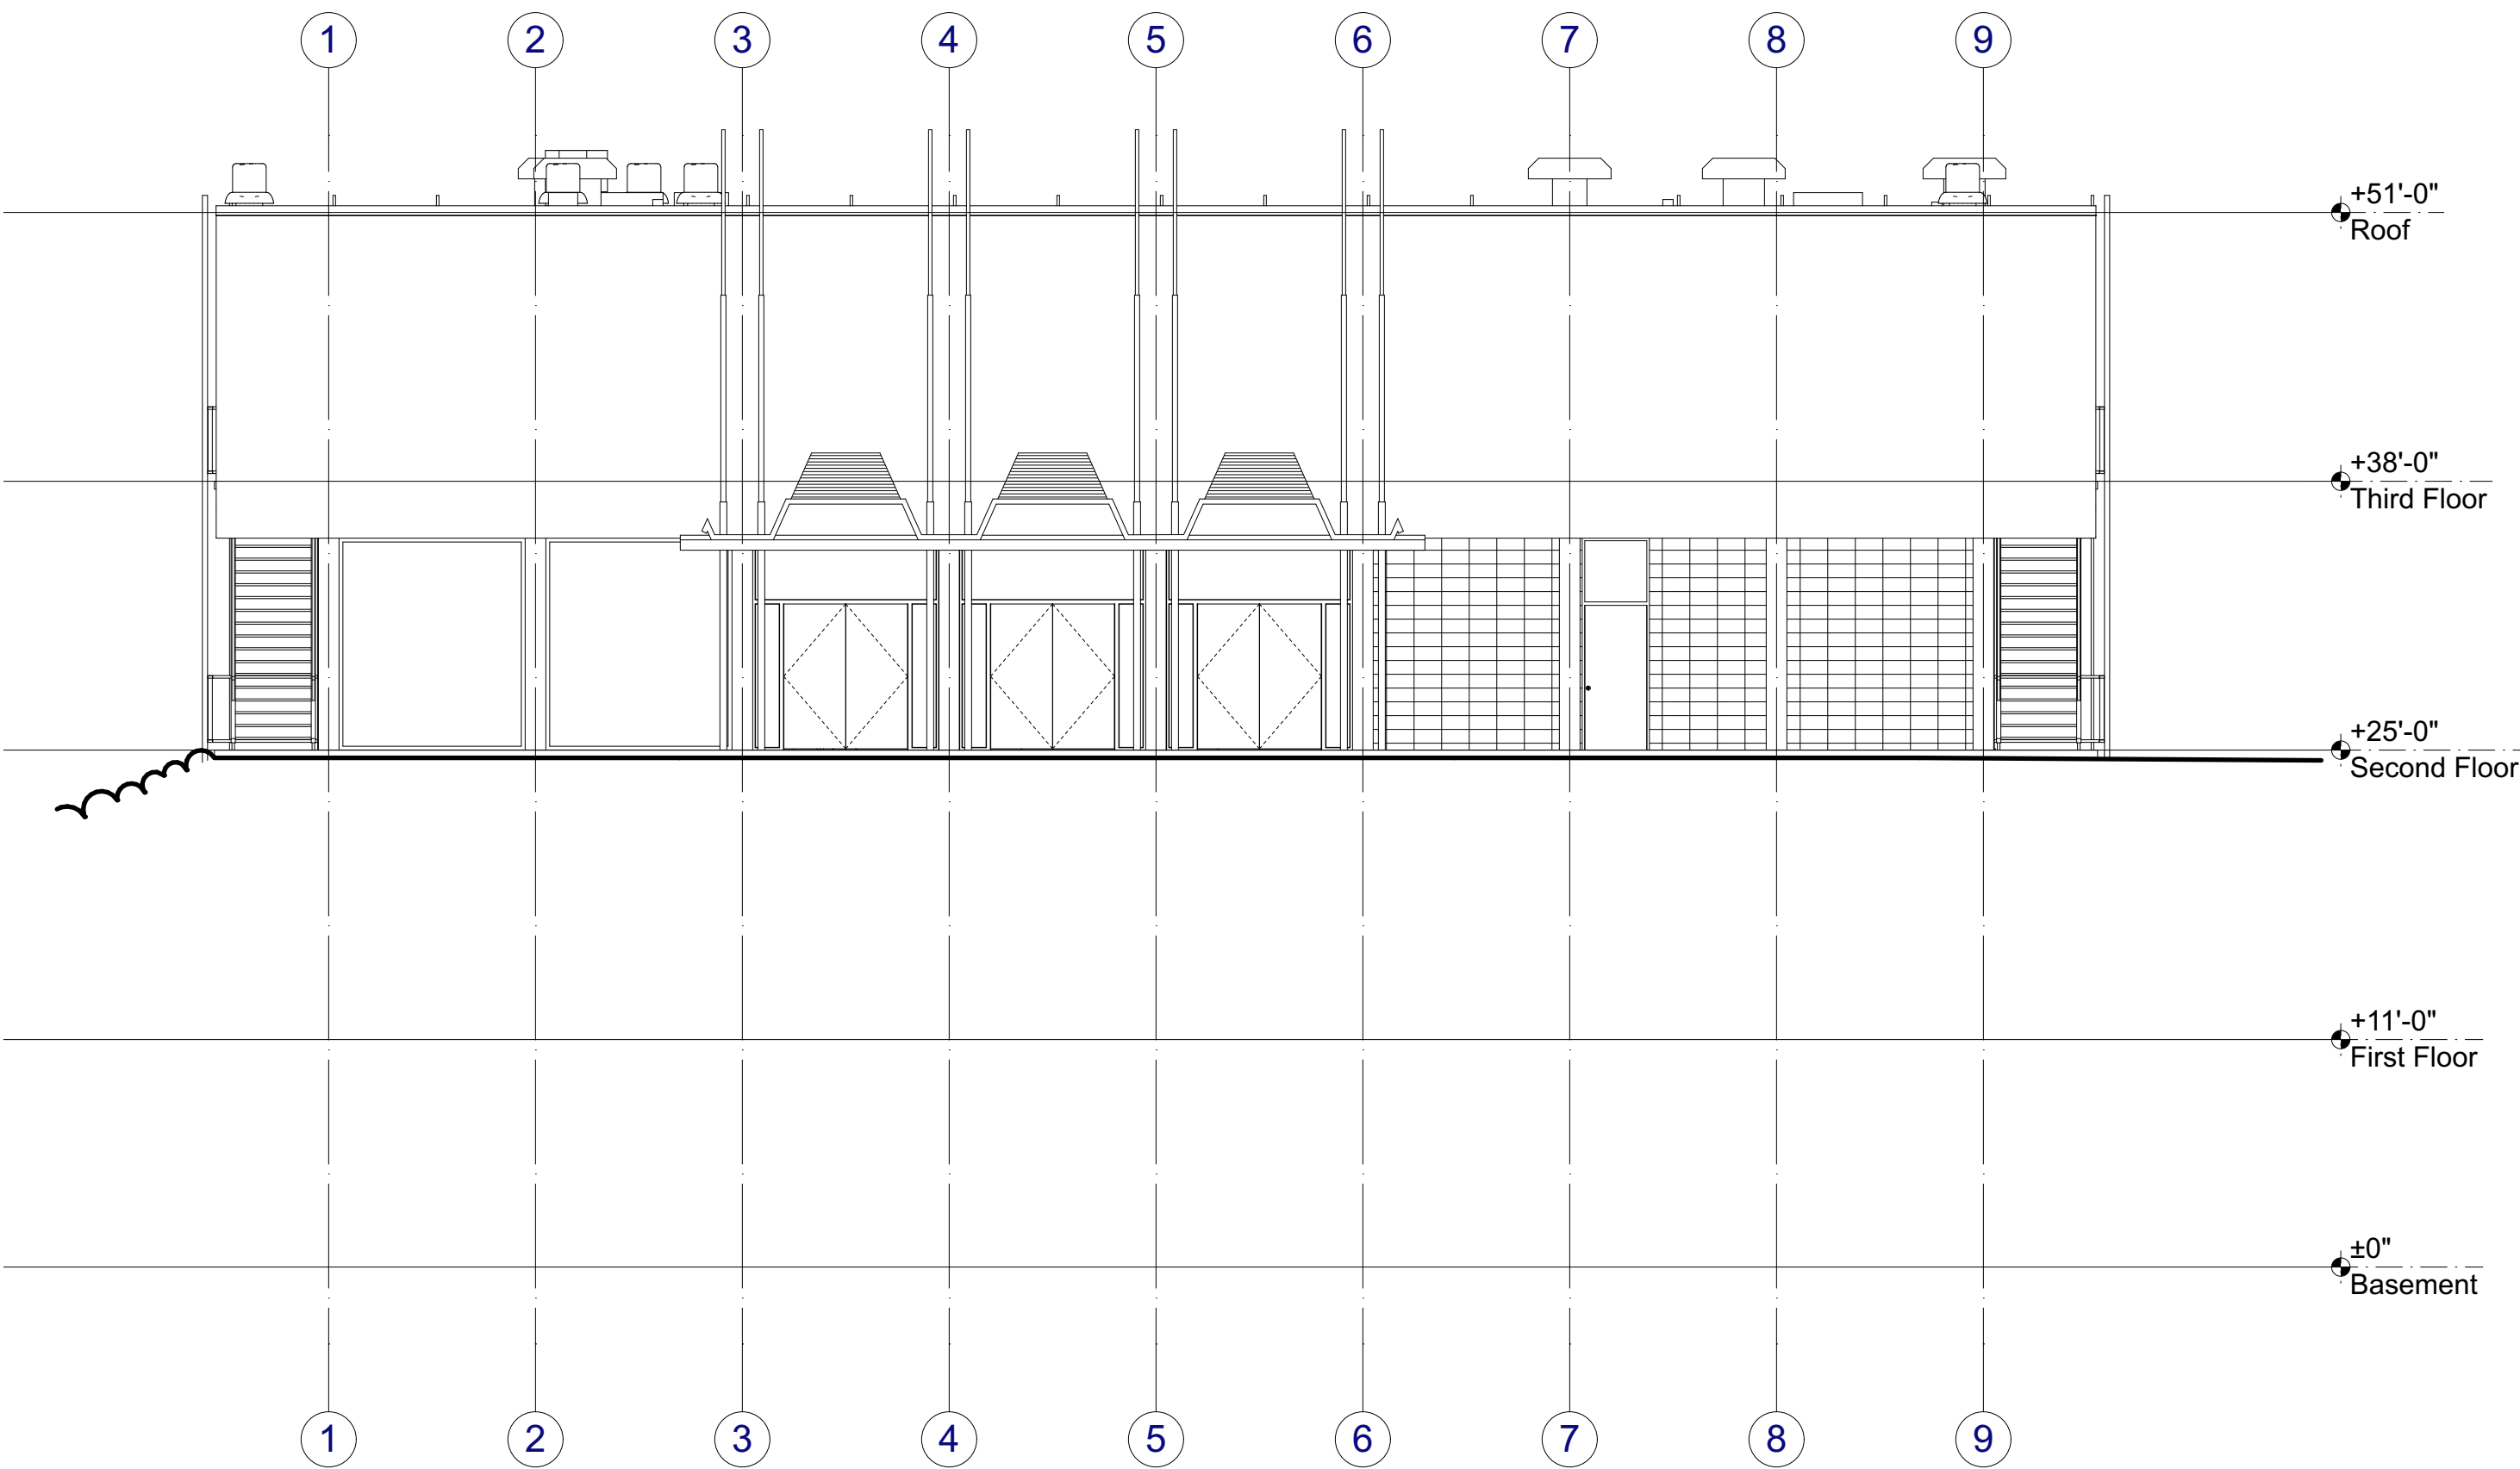 1 2 3 4 5 6 7 8 9
+51'-0"
Roof
+38'-0"
Third Floor
+25'-0"
Second Floor
+11'-0"
First Floor
±0"
Basement
1 2 3 4 5 6 7 8 9